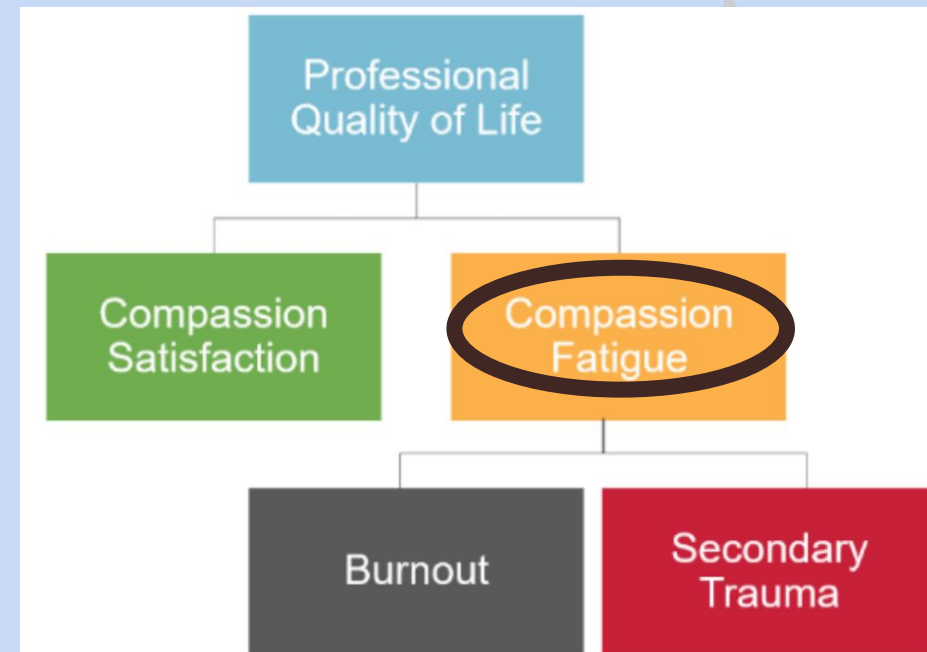 Professional
Quality of Life
Compassion
Satisfaction
Compassion
Fatigue
Burnout
Secondary
Trauma